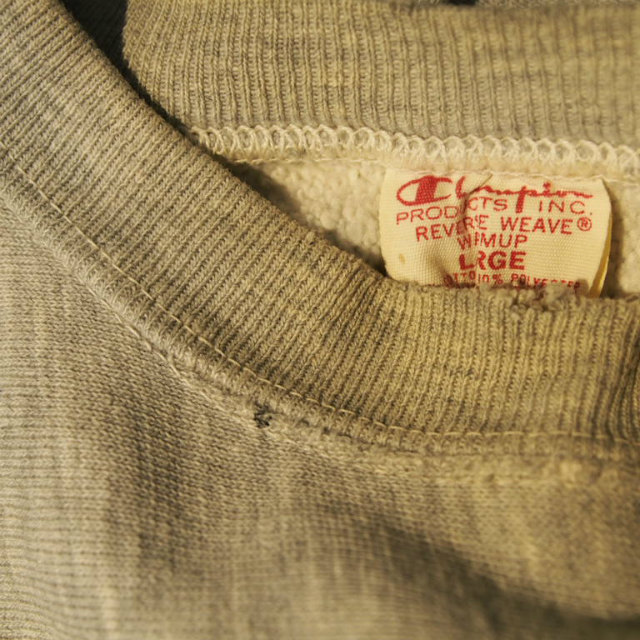 Champion
PRODUCTS INC.
REVERSE WEAVE®
WARMUP
LARGE